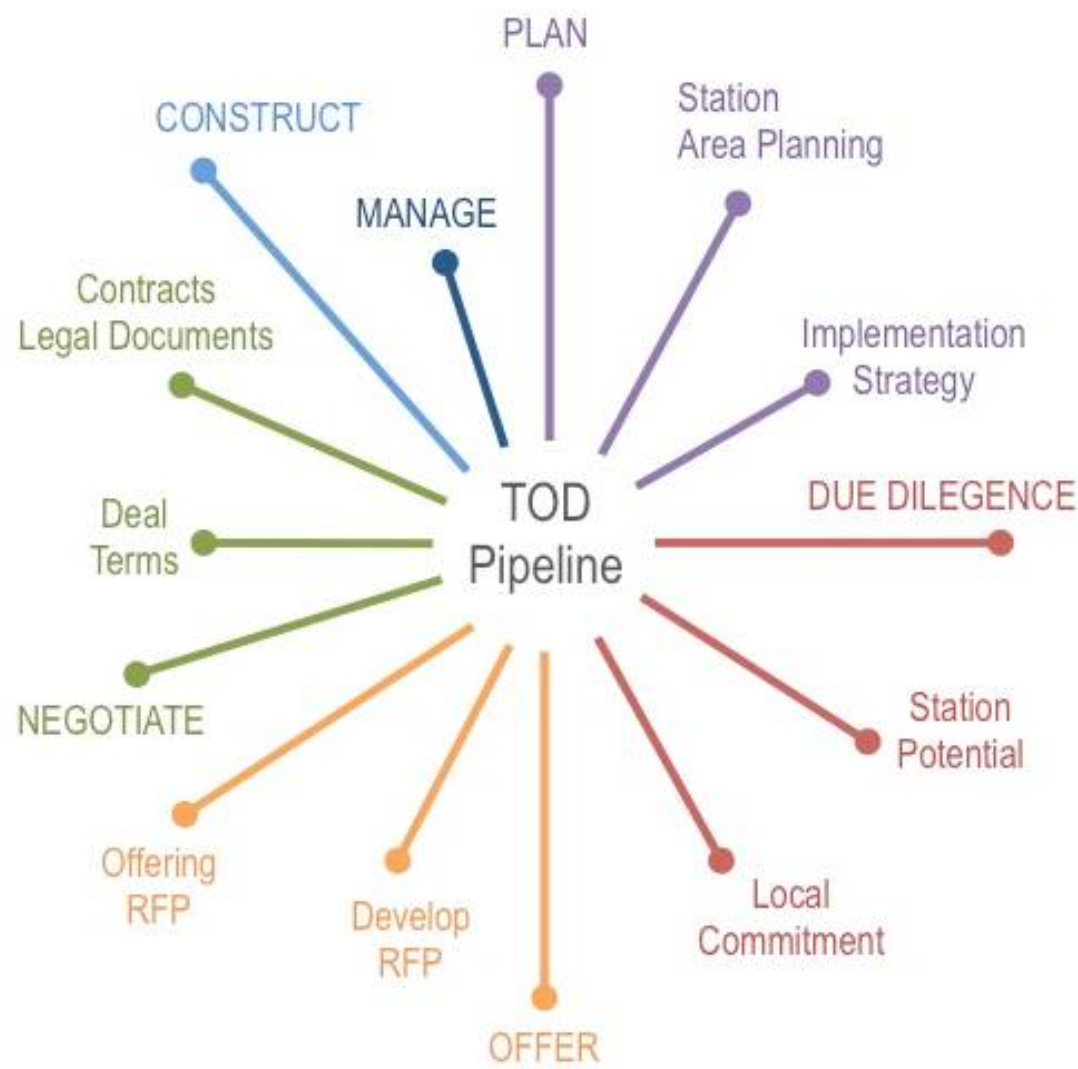 PLAN
Station
Area Planning
Implementation
Strategy
DUE DILEGENCE
Station
Potential
Local
Commitment
OFFER
Develop
RFP
Offering
RFP
NEGOTIATE
Deal
Terms
Contracts
Legal Documents
CONSTRUCT
MANAGE
TOD
Pipeline